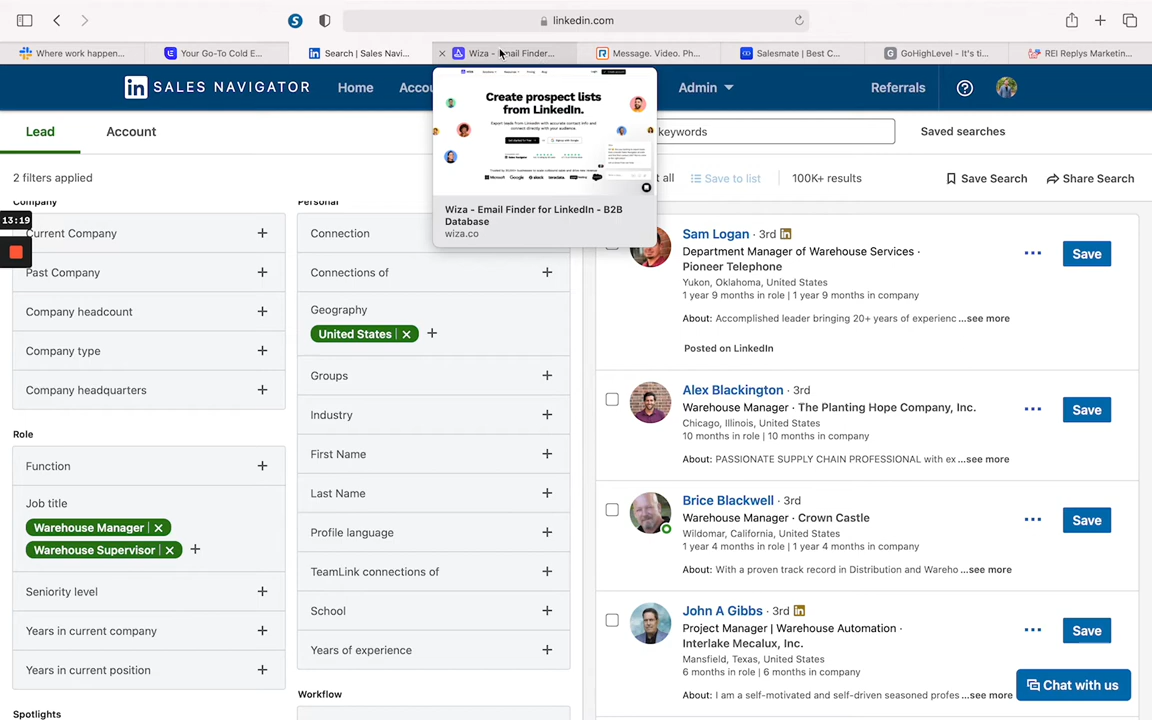 linkedin.com
Where work happen...
Your Go-To Cold E...
Search | Sales Navi...
Wiza - Email Finder...
Message. Video. Ph...
Salesmate | Best C...
GoHighLevel - It's ti...
REI Replys Marketin...
in SALES NAVIGATOR
Home
Accou
Admin
Referrals
Lead
Account
keywords
Saved searches
2 filters applied
t all
Save to list
100K+ results
Save Search
Share Search
Create prospect lists
from LinkedIn.
Wiza - Email Finder for LinkedIn - B2B
Database
wiza.co
13:19
Company
Current Company
Past Company
Company headcount
Company type
Company headquarters
Role
Function
Job title
Warehouse Manager
Warehouse Supervisor
Seniority level
Years in current company
Years in current position
Spotlights
Personal
Connection
Connections of
Geography
United States
Groups
Industry
First Name
Last Name
Profile language
TeamLink connections of
School
Years of experience
Workflow
Sam Logan · 3rd
Department Manager of Warehouse Services ·
Pioneer Telephone
Yukon, Oklahoma, United States
1 year 9 months in role | 1 year 9 months in company
About: Accomplished leader bringing 20+ years of experienc ...see more
Posted on LinkedIn
Save
Alex Blackington · 3rd
Warehouse Manager · The Planting Hope Company, Inc.
Chicago, Illinois, United States
10 months in role | 10 months in company
About: PASSIONATE SUPPLY CHAIN PROFESSIONAL with ex ...see more
Save
Brice Blackwell · 3rd
Warehouse Manager · Crown Castle
Wildomar, California, United States
1 year 4 months in role | 1 year 4 months in company
About: With a proven track record in Distribution and Wareho ...see more
Save
John A Gibbs · 3rd
Project Manager | Warehouse Automation ·
Interlake Mecalux, Inc.
Mansfield, Texas, United States
6 months in role | 6 months in company
About: I am a self-motivated and self-driven seasoned profes ...see more
Save
Chat with us